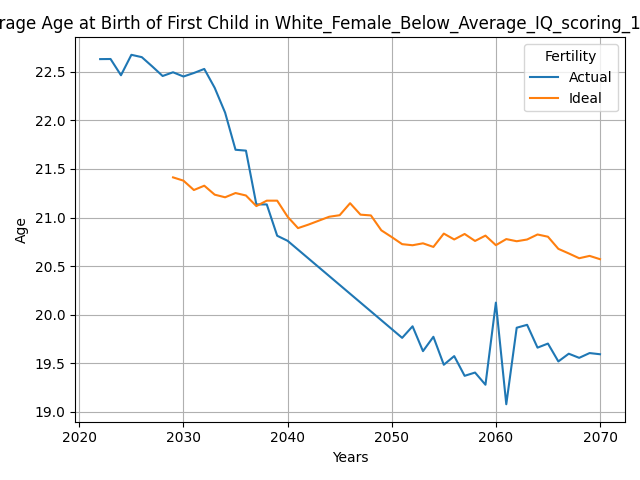 rage Age at Birth of First Child in White_Female_Below_Average_IQ_scoring_1
Fertility
Actual
Ideal
22.5
22.0
21.5
21.0
20.5
20.0
19.5
19.0
Age
2020 2030 2040 2050 2060 2070
Years